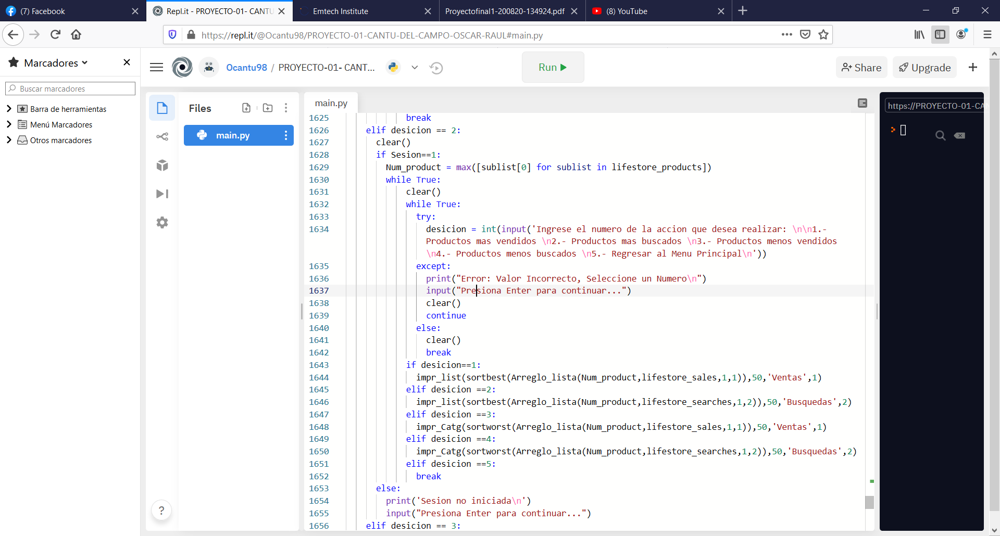 (7) Facebook
Repl.it - PROYECTO-01- CANTU
Emtech Institute
Proyectofinal1-200820-134924.pdf
(8) YouTube
https://repl.it/@Ocantu98/PROYECTO-01-CANTU-DEL-CAMPO-OSCAR-RAUL#main.py
Marcadores
Buscar marcadores
Barra de herramientas
Menú Marcadores
Otros marcadores
Ocantu98 / PROYECTO-01- CANT...
Run
Share
Upgrade
Files
main.py
?
main.py
1625 break
1626 elif desicion == 2:
1627 clear()
1628 if Sesion==1:
1629 Num_product = max([sublist[0] for sublist in lifestore_products])
1630 while True:
1631 clear()
1632 while True:
1633 try:
1634 desicion = int(input('Ingrese el numero de la accion que desea realizar: \n\n1.-
Productos mas vendidos \n2.- Productos mas buscados \n3.- Productos menos vendidos
\n4.- Productos menos buscados \n5.- Regresar al Menu Principal\n'))
1635 except:
1636 print("Error: Valor Incorrecto, Seleccione un Numero\n")
1637 input("Presiona Enter para continuar...")
1638 clear()
1639 continue
1640 else:
1641 clear()
1642 break
1643 if desicion==1:
1644 impr_list(sortbest(Arreglo_lista(Num_product,lifestore_sales,1,1)),50,'Ventas',1)
1645 elif desicion ==2:
1646 impr_list(sortbest(Arreglo_lista(Num_product,lifestore_searches,1,2)),50,'Busquedas',2)
1647 elif desicion ==3:
1648 impr_Catg(sortworst(Arreglo_lista(Num_product,lifestore_sales,1,1)),50,'Ventas',1)
1649 elif desicion ==4:
1650 impr_Catg(sortworst(Arreglo_lista(Num_product,lifestore_searches,1,2)),50,'Busquedas',2)
1651 elif desicion ==5:
1652 break
1653 else:
1654 print('Sesion no iniciada\n')
1655 input("Presiona Enter para continuar...")
1656 elif desicion == 3:
https://PROYECTO-01-CAN